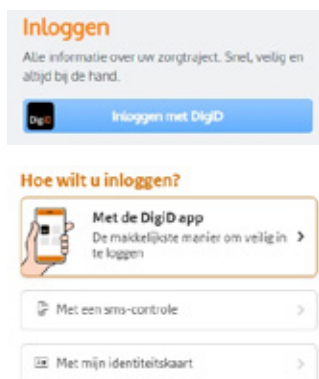 Inloggen
Alle informatie over uw zorgtraject. Snel, veilig en
altijd bij de hand.
DigiD
Inloggen met DigiD
Hoe wilt u inloggen?
Met de DigiD app
De makkelijkste manier om veilig in
te loggen
Met een sms-controle
Met mijn identiteitskaart